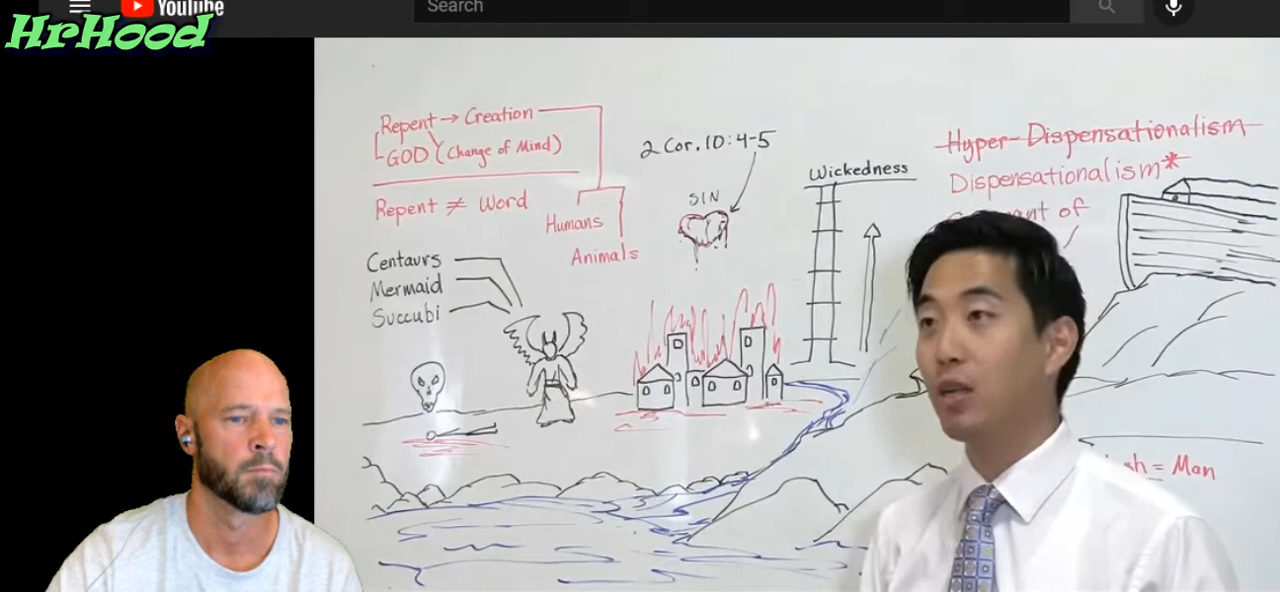 YouTube
Search
HrHood
Repent → Creation
GOD (Change of Mind)
Repent ≠ Word
Humans
Animals
2 Cor. 10:4-5
SIN
Wickedness
Hyper-Dispensationalism
Dispensationalism*
of
Centaurs
Mermaid
Succubi
= Man